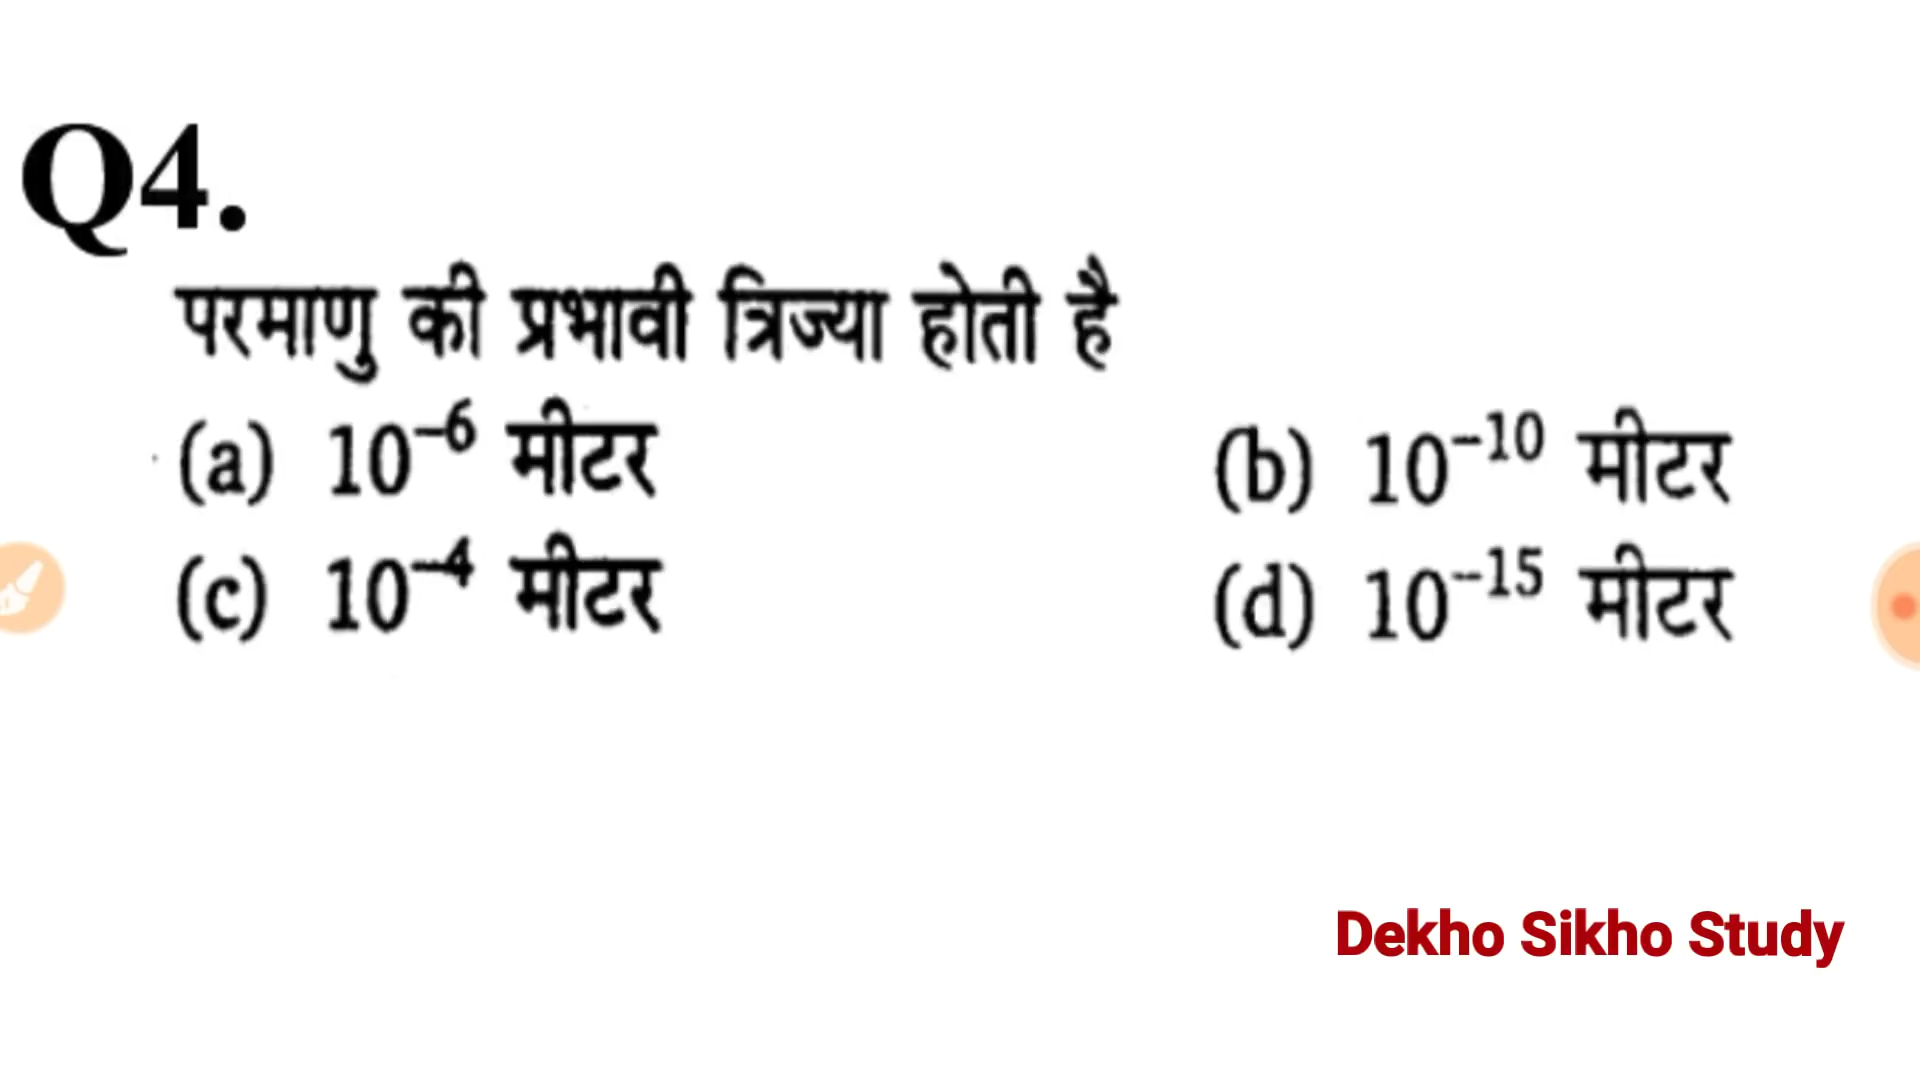 Q4.
परमाणु की प्रभावी त्रिज्या होती है
(a) 10⁻⁶ मीटर (b) 10⁻¹⁰ मीटर
(c) 10⁻⁴ मीटर (d) 10⁻¹⁵ मीटर
Dekho Sikho Study